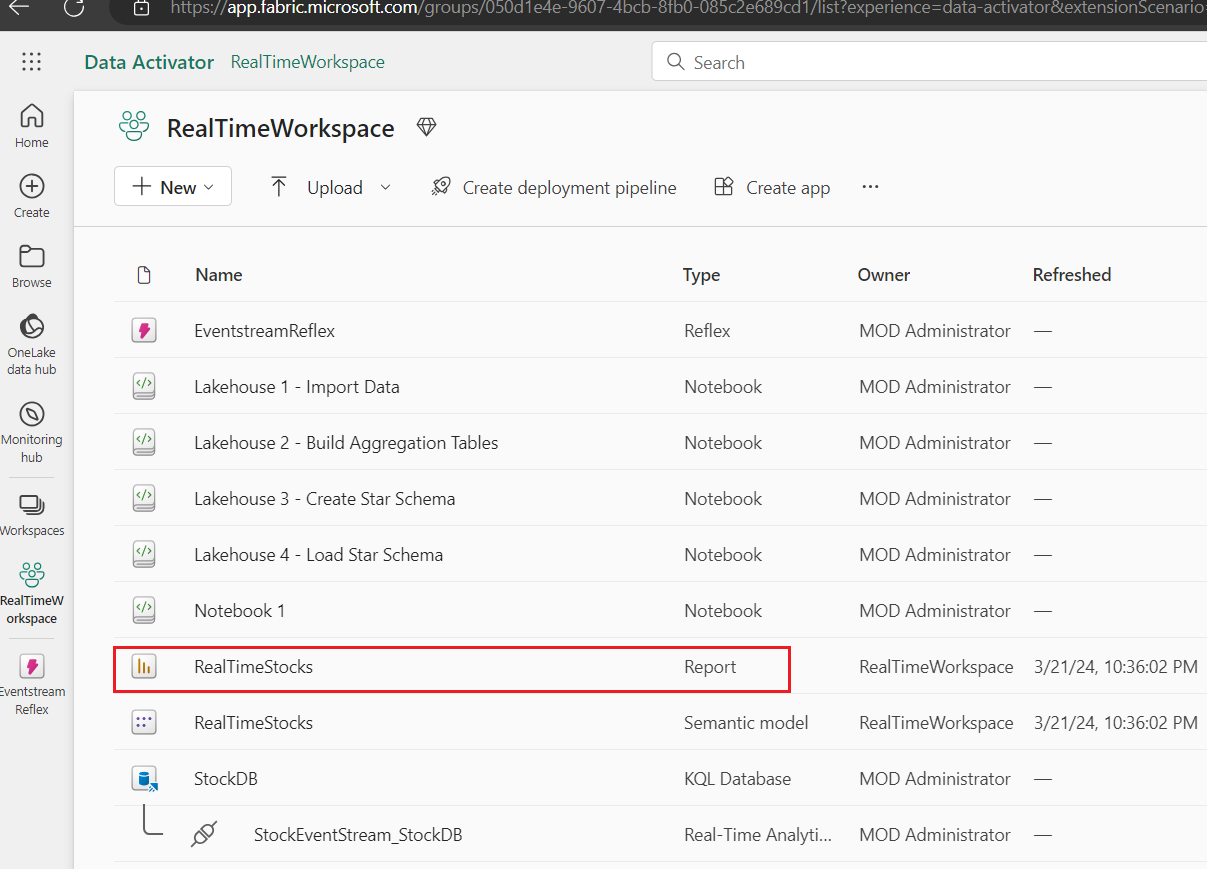 https://app.fabric.microsoft.com/groups/050d1e4e-9607-4bcb-8fb0-085c2e689cd1/list?experience=data-activator&extensionScenario=
Data Activator RealTimeWorkspace
Search
Home
Create
Browse
OneLake
data hub
Monitoring
hub
Workspaces
RealTimeW
orkspace
Eventstream
Reflex
RealTimeWorkspace
New Upload Create deployment pipeline Create app ...
Name Type Owner Refreshed
EventstreamReflex Reflex MOD Administrator —
Lakehouse 1 - Import Data Notebook MOD Administrator —
Lakehouse 2 - Build Aggregation Tables Notebook MOD Administrator —
Lakehouse 3 - Create Star Schema Notebook MOD Administrator —
Lakehouse 4 - Load Star Schema Notebook MOD Administrator —
Notebook 1 Notebook MOD Administrator —
RealTimeStocks Report RealTimeWorkspace 3/21/24, 10:36:02 PM
RealTimeStocks Semantic model RealTimeWorkspace 3/21/24, 10:36:02 PM
StockDB KQL Database MOD Administrator —
StockEventStream_StockDB Real-Time Analyti... MOD Administrator —